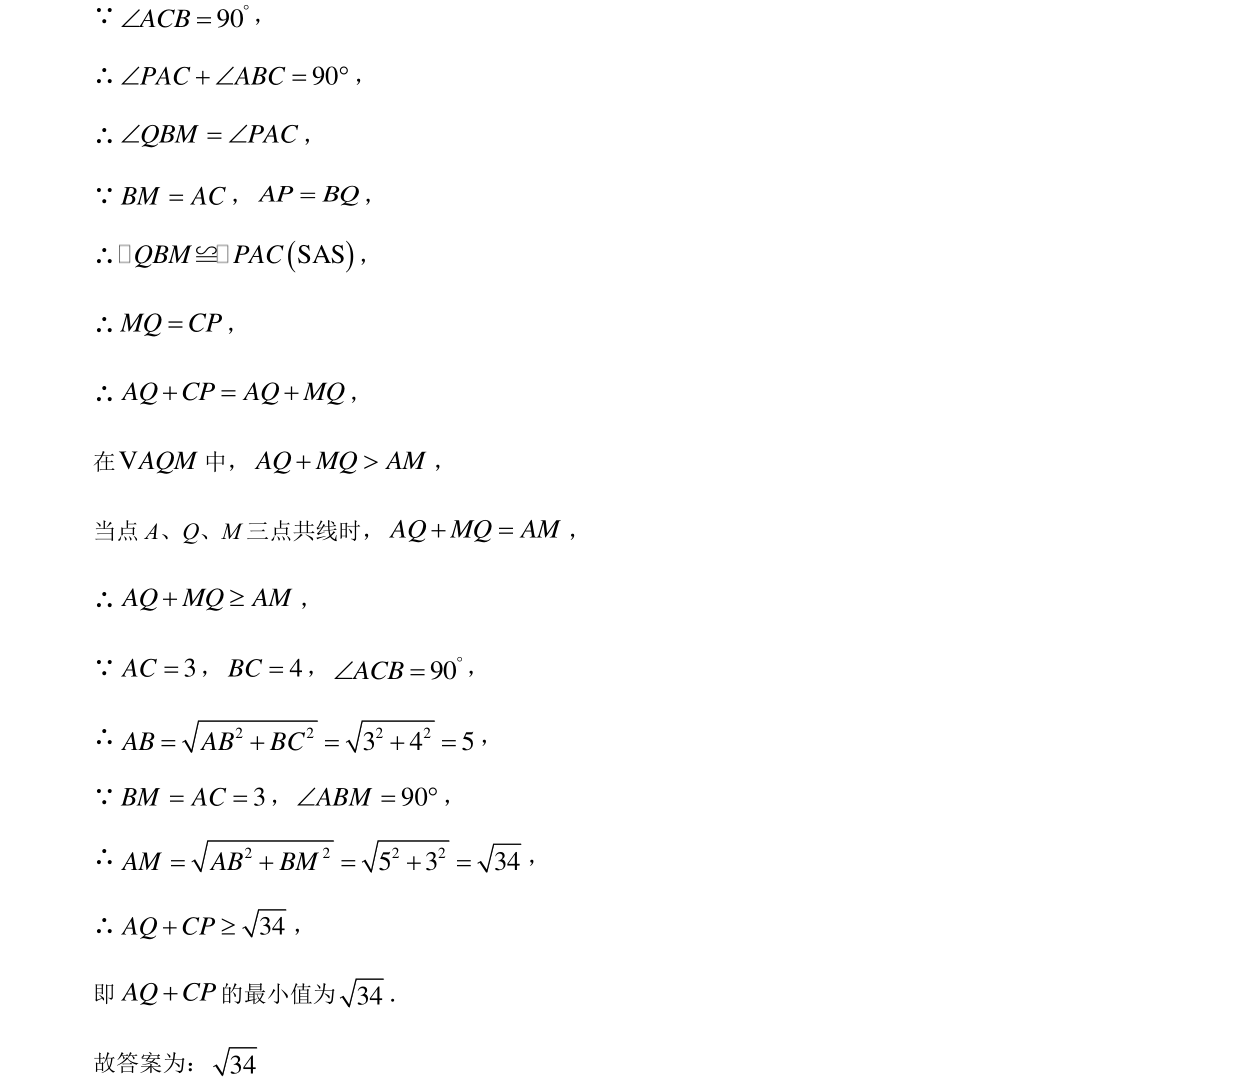 ∵ ∠ACB = 90°，
∴ ∠PAC + ∠ABC = 90°，
∴ ∠QBM = ∠PAC，
∵ BM = AC， AP = BQ，
∴ □QBM ≌ □PAC(SAS)，
∴ MQ = CP，
∴ AQ + CP = AQ + MQ，
在 VAQM 中， AQ + MQ > AM，
当点 A、Q、M 三点共线时， AQ + MQ = AM，
∴ AQ + MQ ≥ AM，
∵ AC = 3， BC = 4， ∠ACB = 90°，
∴ AB = √(AB² + BC²) = √(3² + 4²) = 5，
∵ BM = AC = 3， ∠ABM = 90°，
∴ AM = √(AB² + BM²) = √(5² + 3²) = √34，
∴ AQ + CP ≥ √34，
即 AQ + CP 的最小值为 √34．
故答案为： √34